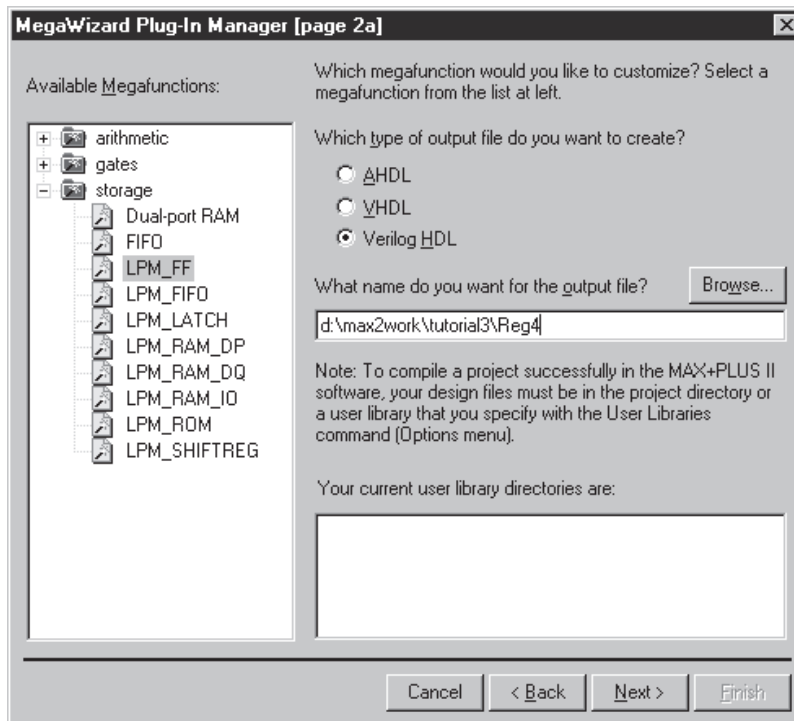 MegaWizard Plug-In Manager [page 2a]
Available Megafunctions:
arithmetic
gates
storage
Dual-port RAM
FIFO
LPM_FF
LPM_FIFO
LPM_LATCH
LPM_RAM_DP
LPM_RAM_DQ
LPM_RAM_IO
LPM_ROM
LPM_SHIFTREG
Which megafunction would you like to customize? Select a
megafunction from the list at left.
Which type of output file do you want to create?
AHDL
VHDL
Verilog HDL
What name do you want for the output file?
Browse...
d:\max2work\tutorial3\Reg4
Note: To compile a project successfully in the MAX+PLUS II
software, your design files must be in the project directory or
a user library that you specify with the User Libraries
command (Options menu).
Your current user library directories are:
Cancel
< Back
Next >
Finish